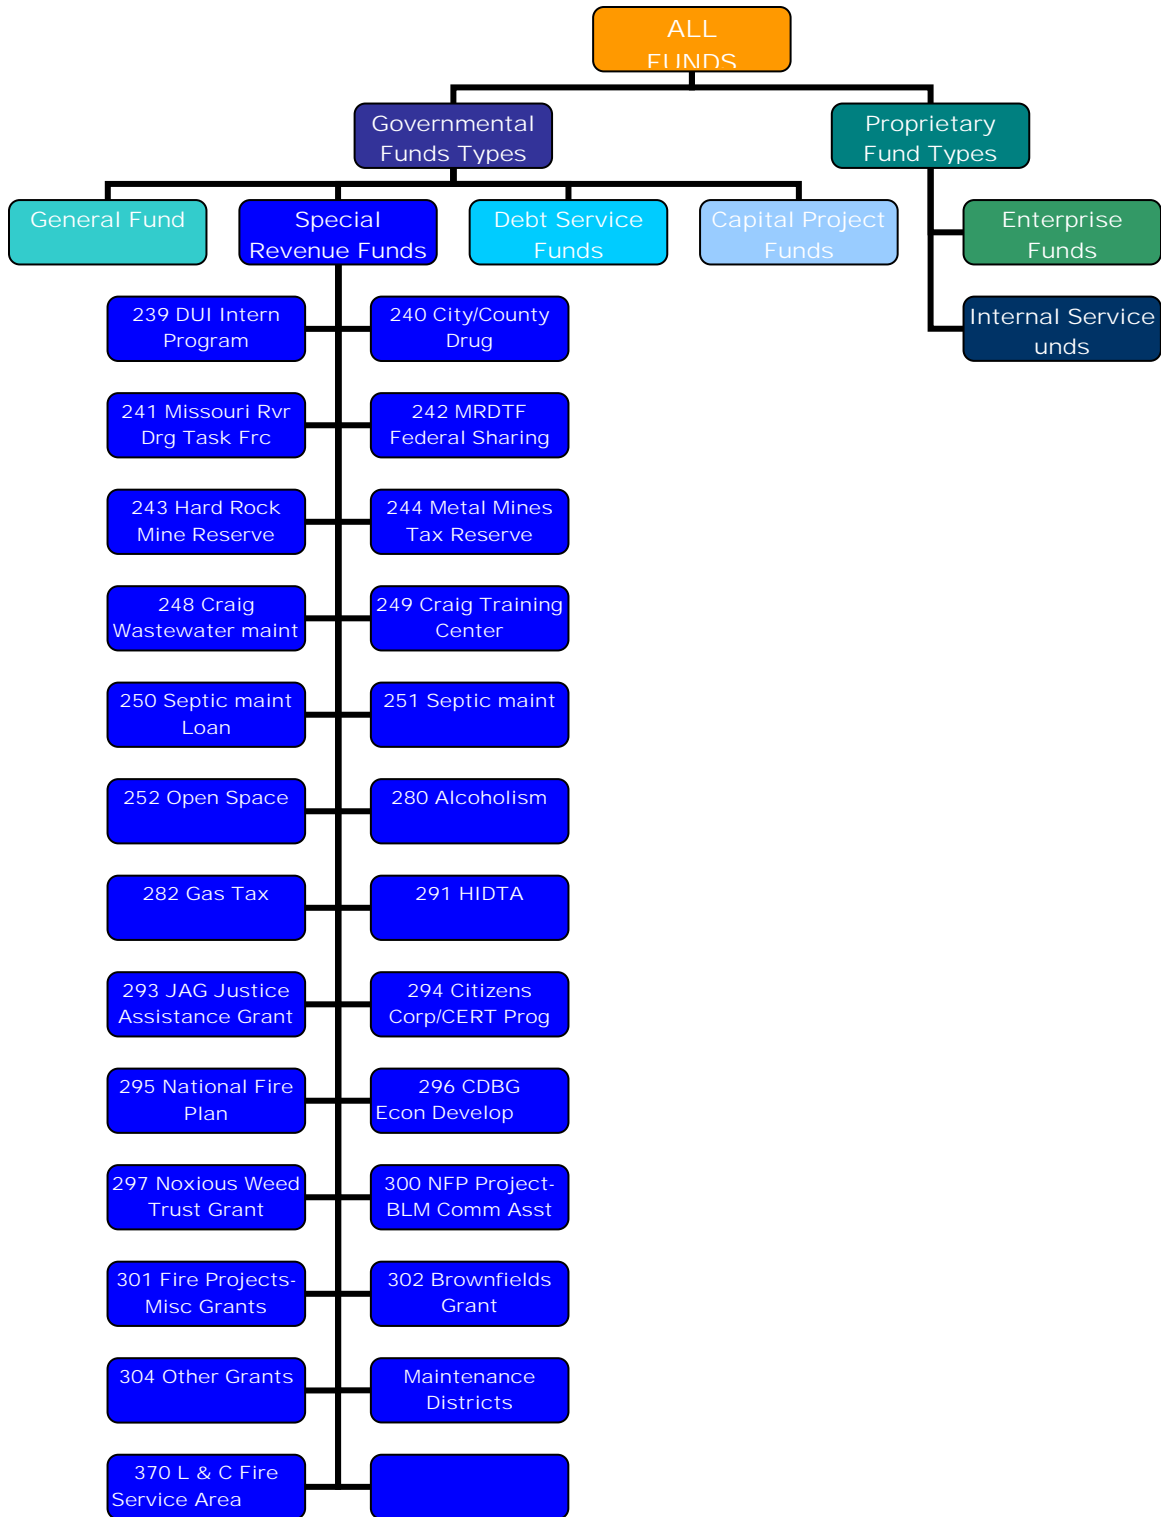 ALL
FUNDS
Governmental
Funds Types
Proprietary
Fund Types
General Fund
Special
Revenue Funds
Debt Service
Funds
Capital Project
Funds
Enterprise
Funds
Internal Service
unds
239 DUI Intern
Program
240 City/County
Drug
241 Missouri Rvr
Drg Task Frc
242 MRDTF
Federal Sharing
243 Hard Rock
Mine Reserve
244 Metal Mines
Tax Reserve
248 Craig
Wastewater maint
249 Craig Training
Center
250 Septic maint
Loan
251 Septic maint
252 Open Space
280 Alcoholism
282 Gas Tax
291 HIDTA
293 JAG Justice
Assistance Grant
294 Citizens
Corp/CERT Prog
295 National Fire
Plan
296 CDBG
Econ Develop
297 Noxious Weed
Trust Grant
300 NFP Project-
BLM Comm Asst
301 Fire Projects-
Misc Grants
302 Brownfields
Grant
304 Other Grants
Maintenance
Districts
370 L & C Fire
Service Area